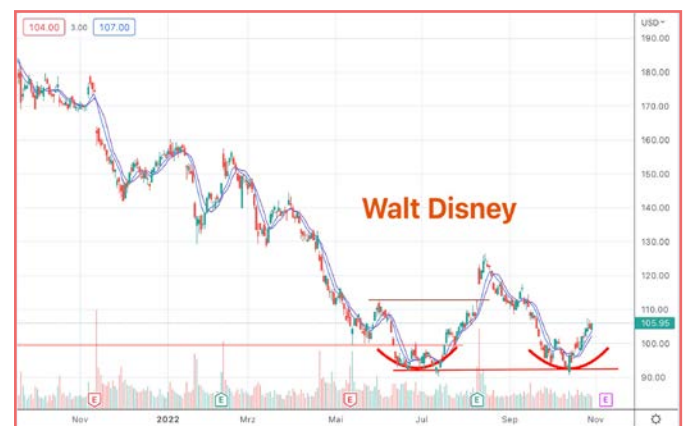 104.00 3.00 107.00
USD
190.00
180.00
170.00
160.00
150.00
140.00
Walt Disney
130.00
120.00
110.00
105.95
100.00
90.00
E E E E E
Nov 2022 Mrz Mai Jul Sep Nov